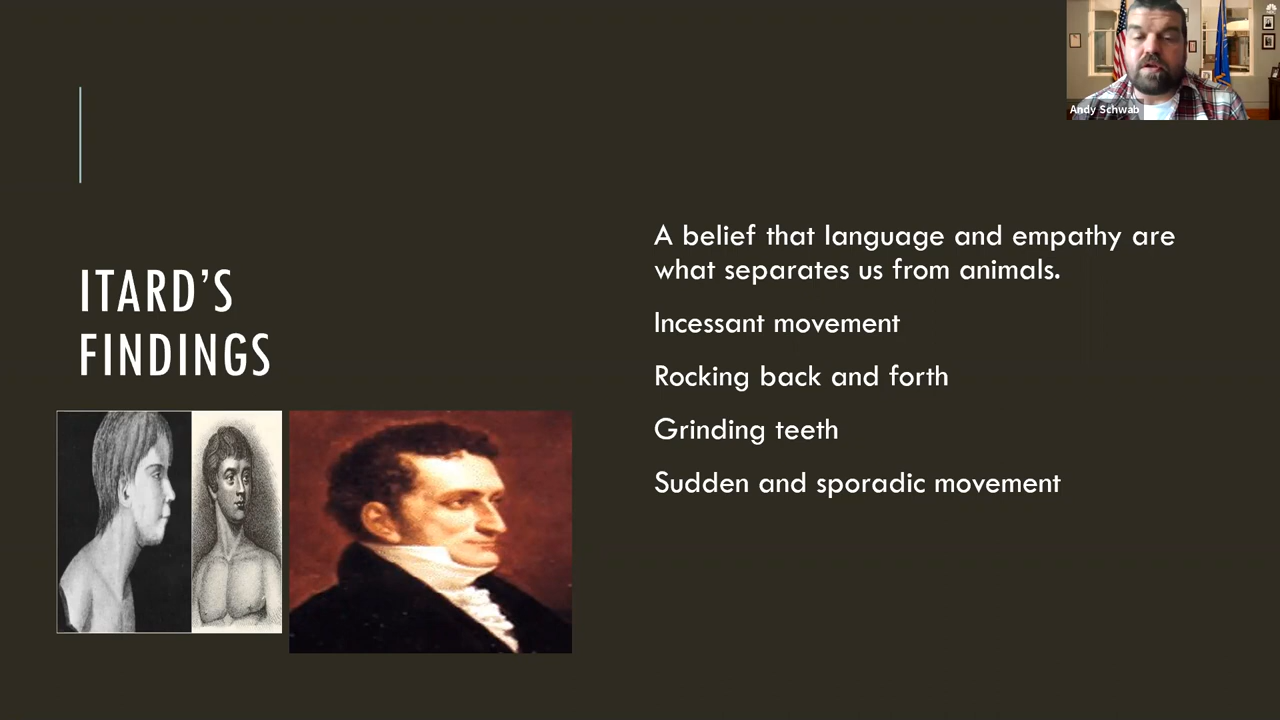 Andy Schwab
ITARD'S
FINDINGS
A belief that language and empathy are
what separates us from animals.
Incessant movement
Rocking back and forth
Grinding teeth
Sudden and sporadic movement